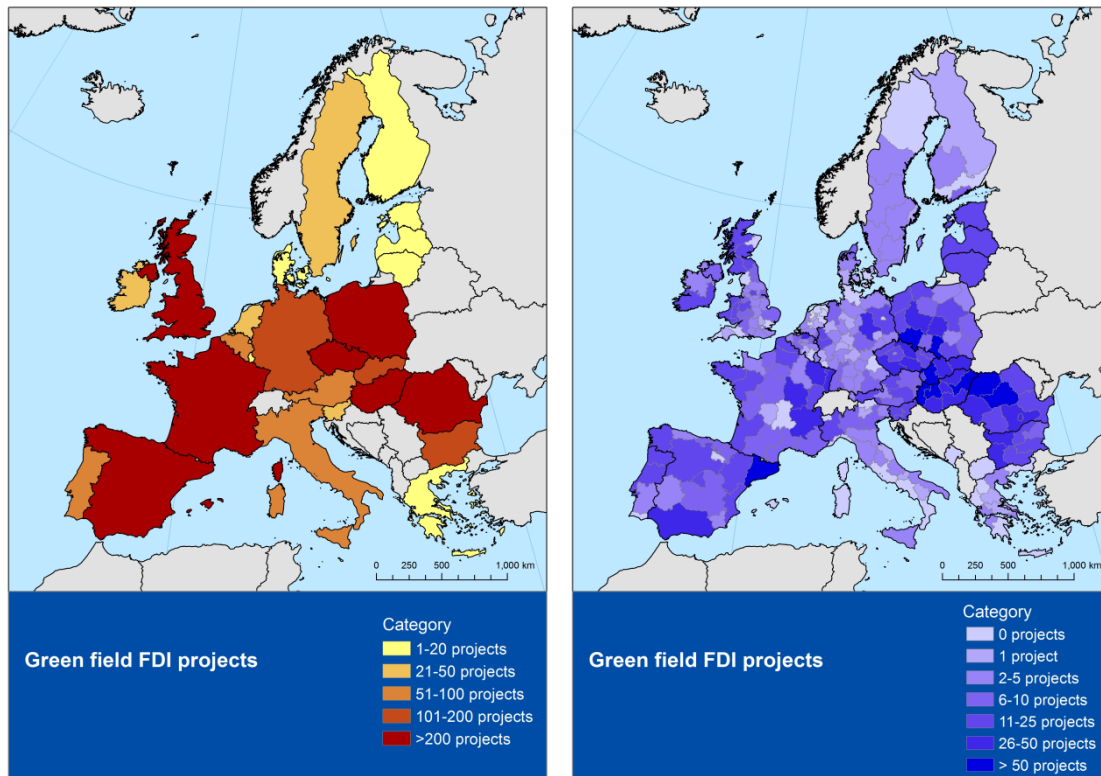 0 500 1,000 km
250
Green field FDI projects
Category
1-20 projects
21-50 projects
51-100 projects
101-200 projects
>200 projects
0 250 500 1,000 km
Green field FDI projects
Category
0 projects
1 project
2-5 projects
6-10 projects
11-25 projects
26-50 projects
> 50 projects